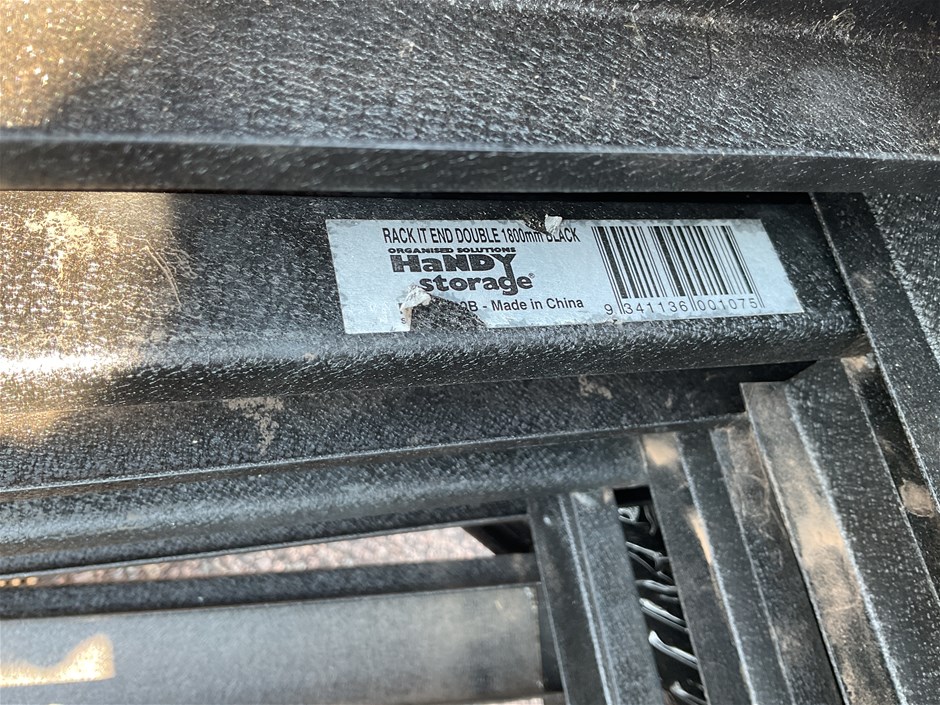 RACK IT END DOUBLE 1800mm BLACK
ORGANISED SOLUTIONS
HaNDY
storage®
- Made in China
9 341136 001075